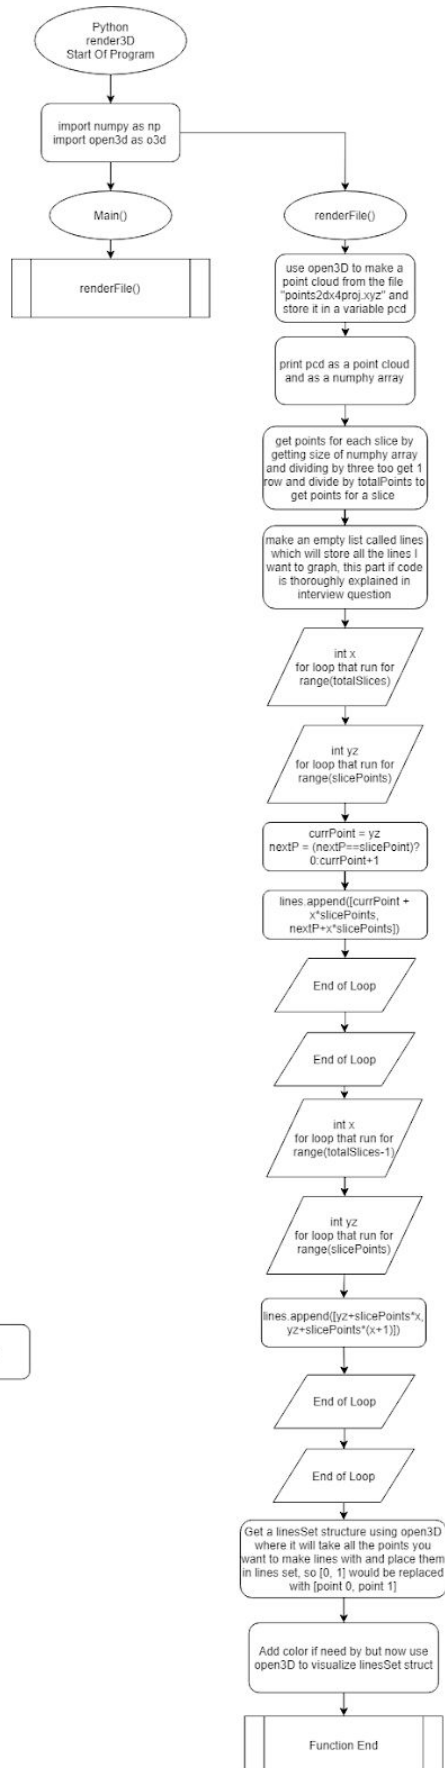 Python
render3D
Start Of Program
import numpy as np
import open3d as o3d
Main()
renderFile()
renderFile()
use open3D to make a
point cloud from the file
"points2dx4proj.xyz" and
store it in a variable pcd
print pcd as a point cloud
and as a numphy array
get points for each slice by
getting size of numphy array
and dividing by three too get 1
row and divide by totalPoints to
get points for a slice
make an empty list called lines
which will store all the lines I
want to graph, this part if code
is thoroughly explained in
interview question
int x
for loop that run for
range(totalSlices)
int yz
for loop that run for
range(slicePoints)
currPoint = yz
nextP = (nextP==slicePoint)?
0:currPoint+1
lines.append([currPoint +
x*slicePoints,
nextP+x*slicePoints])
End of Loop
End of Loop
int x
for loop that run for
range(totalSlices-1)
int yz
for loop that run for
range(slicePoints)
lines.append([yz+slicePoints*x,
yz+slicePoints*(x+1)])
End of Loop
End of Loop
Get a linesSet structure using open3D
where it will take all the points you
want to make lines with and place them
in lines set, so [0, 1] would be replaced
with [point 0, point 1]
Add color if need by but now use
open3D to visualize linesSet struct
Function End